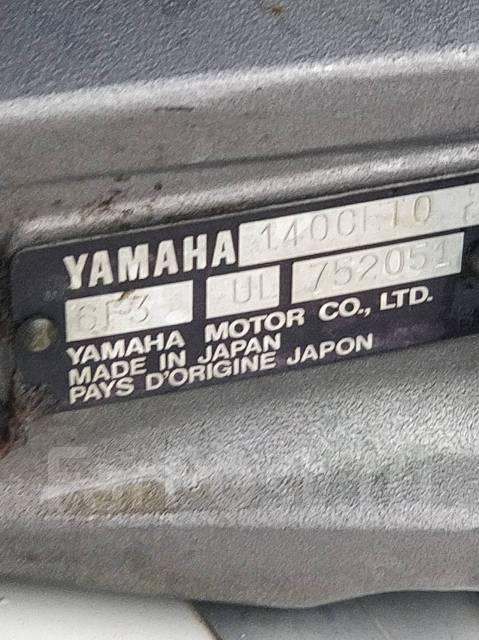 YAMAHA 140CETO
6F3 UL 752051
YAMAHA MOTOR CO., LTD.
MADE IN JAPAN
PAYS D'ORIGINE JAPON